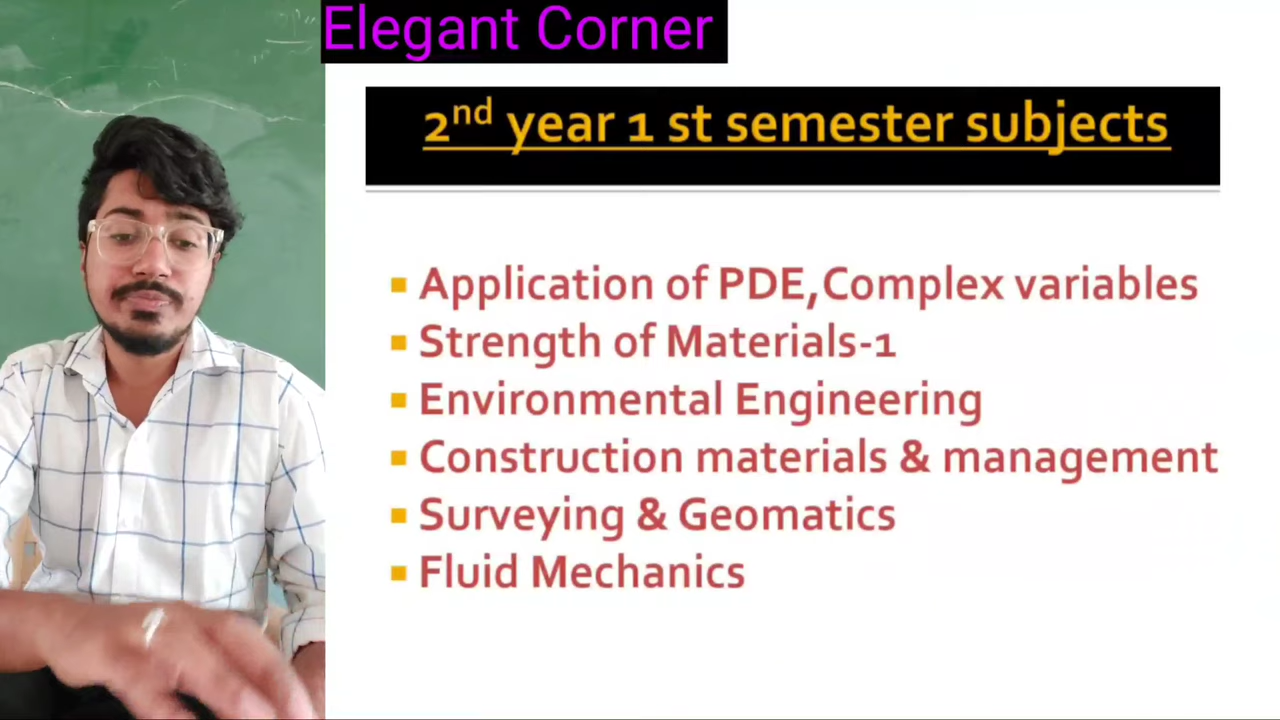 Elegant Corner
2nd year 1 st semester subjects
Application of PDE,Complex variables
Strength of Materials-1
Environmental Engineering
Construction materials & management
Surveying & Geomatics
Fluid Mechanics